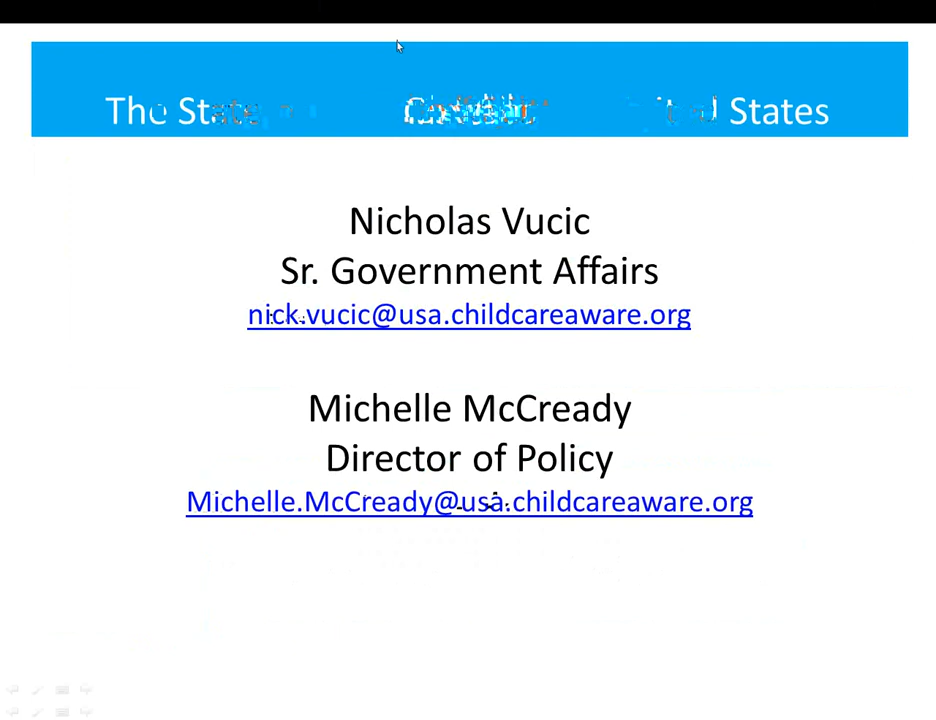 The State States
Nicholas Vucic
Sr. Government Affairs
nick.vucic@usa.childcareaware.org
Michelle McCready
Director of Policy
Michelle.McCready@usa.childcareaware.org